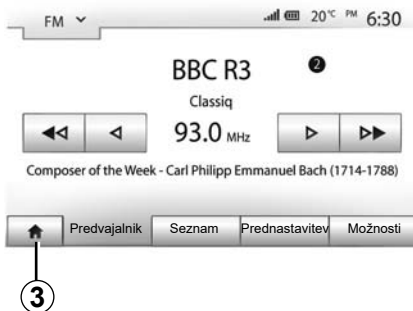 FM 20°C PM 6:30
BBC R3 2
Classiq
93.0 MHz
Composer of the Week - Carl Philipp Emmanuel Bach (1714-1788)
Predvajalnik Seznam Prednastavitev Možnosti
3